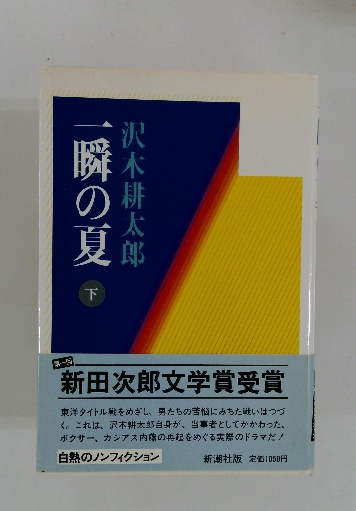 沢木耕太郎
一瞬の夏
下
第一回
新田次郎文学賞受賞
東洋タイトル戦をめざし、男たちの苦悩にみちた戦いはつづ
く。これは、沢木耕太郎自身が、当事者としてかかわった、
ボクサー、カシアス内藤の再起をめぐる実際のドラマだ!
白熱のノンフィクション
新潮社版 定価1050円